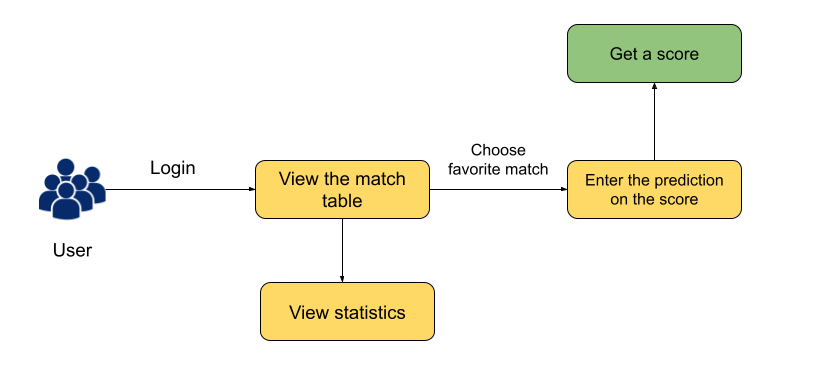 Get a score
Login
Choose
favorite match
View the match
table
Enter the prediction
on the score
User
View statistics